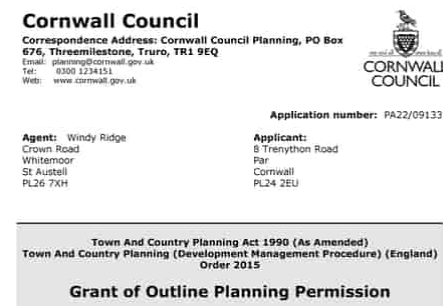 Cornwall Council
Correspondence Address: Cornwall Council Planning, PO Box
676, Threemilestone, Truro, TR1 9EQ
Email: planning@cornwall.gov.uk
Tel: 0300 1234151
Web: www.cornwall.gov.uk
CORNWALL
COUNCIL
Application number: PA22/09133
Agent: Windy Ridge
Crown Road
Whitemoor
St Austell
PL26 7XH
Applicant:
8 Trenython Road
Par
Cornwall
PL24 2EU
Town And Country Planning Act 1990 (As Amended)
Town And Country Planning (Development Management Procedure) (England)
Order 2015
Grant of Outline Planning Permission